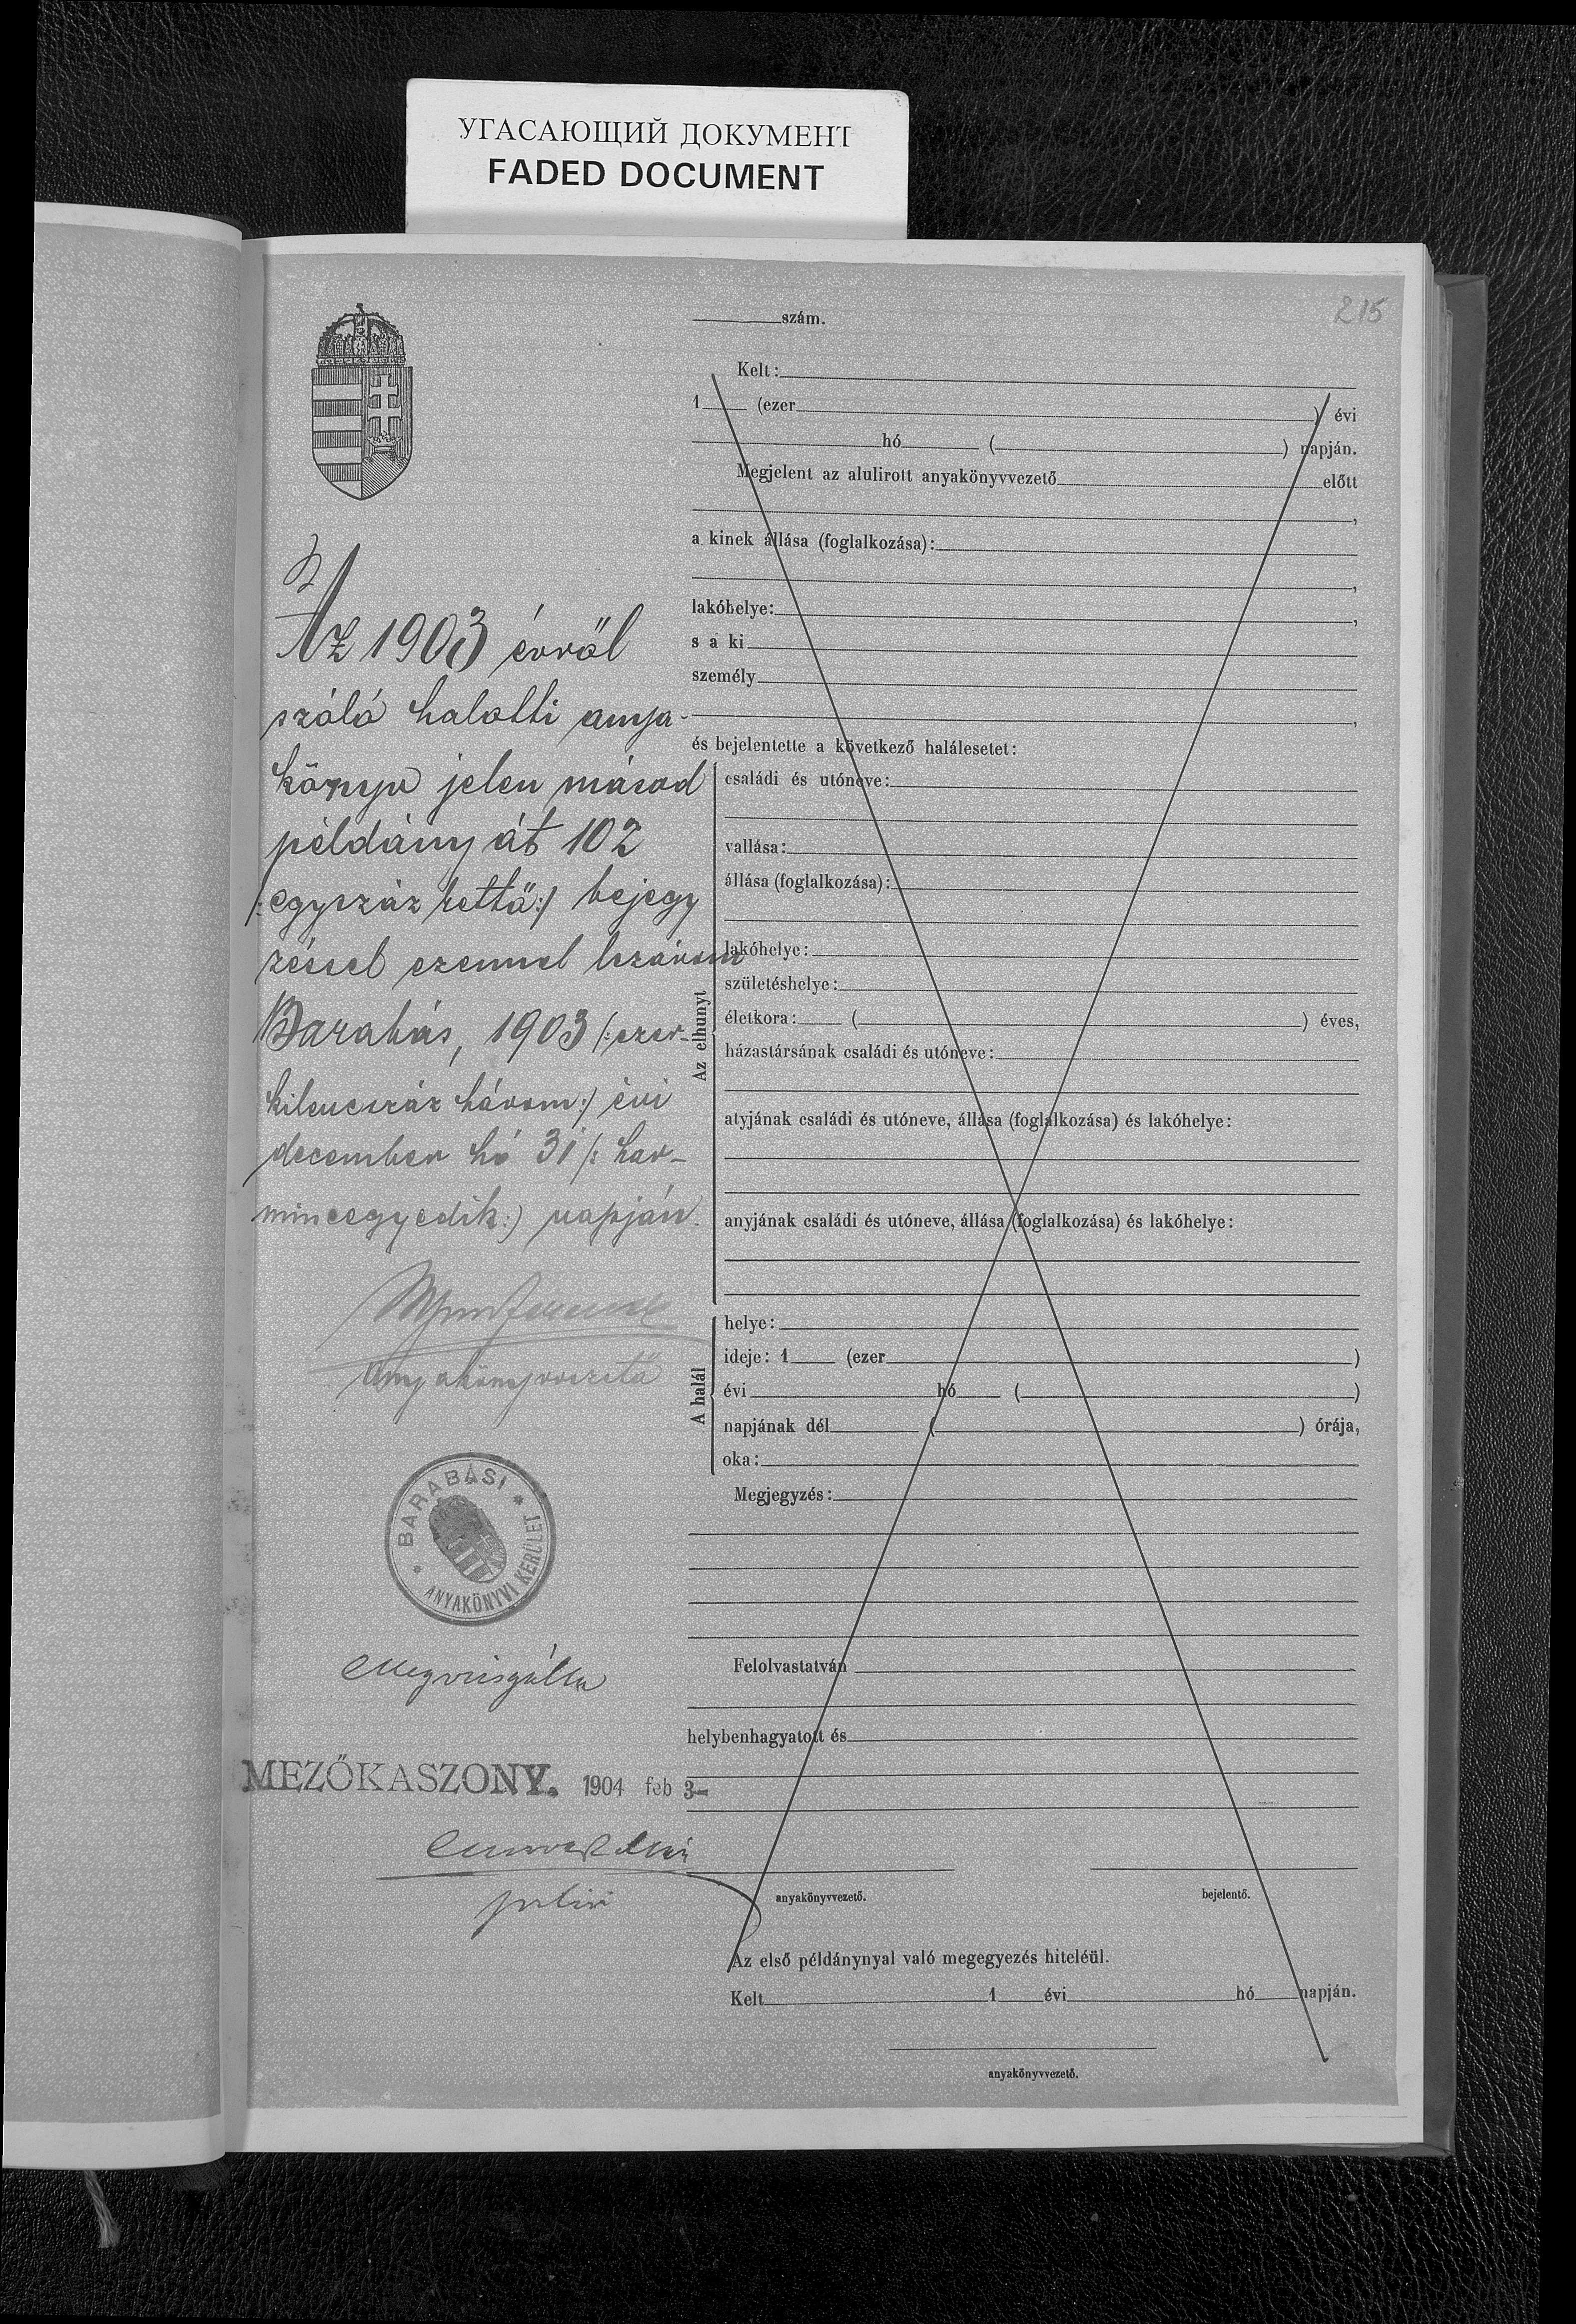 УГАСАЮЩИЙ ДОКУМЕНТ
FADED DOCUMENT
215
szám.
Kelt:
1 (ezer ) évi
hó ( ) napján.
Megjelent az alulirott anyakönyvvezető előtt
,
a kinek állása (foglalkozása):
,
lakóhelye: ,
s a ki
személy
,
és bejelentette a következő halálesetet:
Az elhunyt
családi és utóneve:
vallása:
állása (foglalkozása):
lakóhelye:
születéshelye:
életkora: ( ) éves,
házastársának családi és utóneve:
atyjának családi és utóneve, állása (foglalkozása) és lakóhelye:
anyjának családi és utóneve, állása (foglalkozása) és lakóhelye:
A halál
helye:
ideje: 1 (ezer )
évi hó ( )
napjának dél ( ) órája,
oka:
Megjegyzés:
Felolvastatván
helybenhagyatott és
anyakönyvvezető. bejelentő.
Az első példánynyal való megegyezés hiteléül.
Kelt 1 évi hó napján.
anyakönyvvezető.
Az 1903 évről
szóló halotti anya-
könyv jelen másod
példányát 102
/: egyszáz kettő :/ bejegy
zéssel ezennel lezárom
Barabás, 1903 /: ezer-
kilencszáz három :/ évi
december hó 31 /: har-
mincegyedik :/ napján.
anyakönyvvezető
BARABÁSI
ANYAKÖNYVI KERÜLET
Megvizsgálta
MEZŐKASZONY. 1904 feb 3-